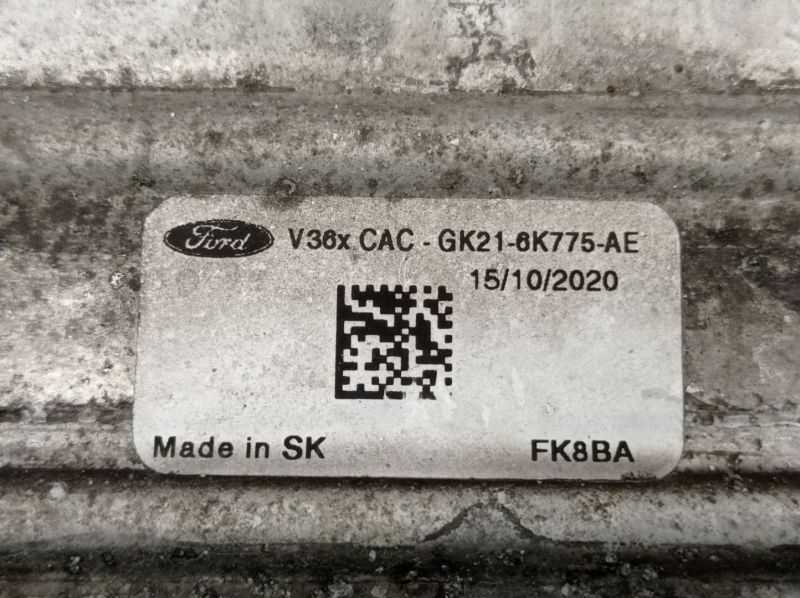 Ford V36x CAC - GK21-6K775-AE
15/10/2020
Made in SK FK8BA